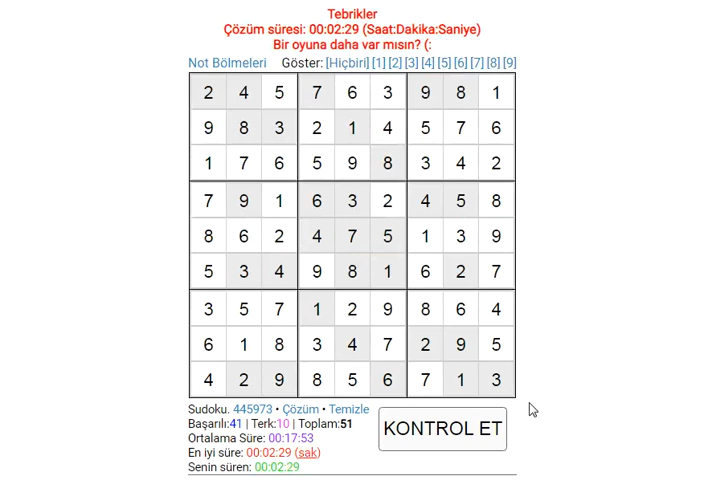 Tebrikler
Çözüm süresi: 00:02:29 (Saat:Dakika:Saniye)
Bir oyuna daha var mısın? (:
Not Bölmeleri Göster: [Hiçbiri] [1] [2] [3] [4] [5] [6] [7] [8] [9]
2 4 5 7 6 3 9 8 1
9 8 3 2 1 4 5 7 6
1 7 6 5 9 8 3 4 2
7 9 1 6 3 2 4 5 8
8 6 2 4 7 5 1 3 9
5 3 4 9 8 1 6 2 7
3 5 7 1 2 9 8 6 4
6 1 8 3 4 7 2 9 5
4 2 9 8 5 6 7 1 3
Sudoku. 445973 • Çözüm • Temizle
Başarılı:41 | Terk:10 | Toplam:51
Ortalama Süre: 00:17:53
En iyi süre: 00:02:29 (sak)
Senin süren: 00:02:29
KONTROL ET